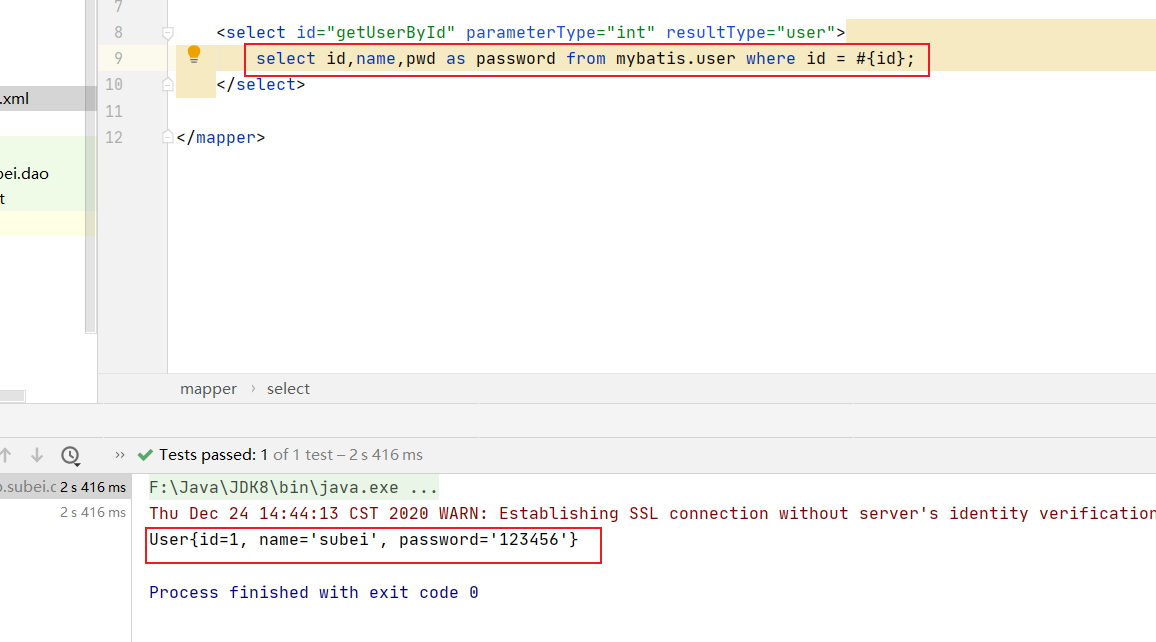 7
8 <select id="getUserById" parameterType="int" resultType="user">
9 select id,name,pwd as password from mybatis.user where id = #{id};
10 </select>
.xml
11
12 </mapper>
ei.dao
t
mapper › select
» Tests passed: 1 of 1 test – 2 s 416 ms
.subei.c 2 s 416 ms
F:\Java\JDK8\bin\java.exe ...
2 s 416 ms
Thu Dec 24 14:44:13 CST 2020 WARN: Establishing SSL connection without server's identity verification
User{id=1, name='subei', password='123456'}
Process finished with exit code 0